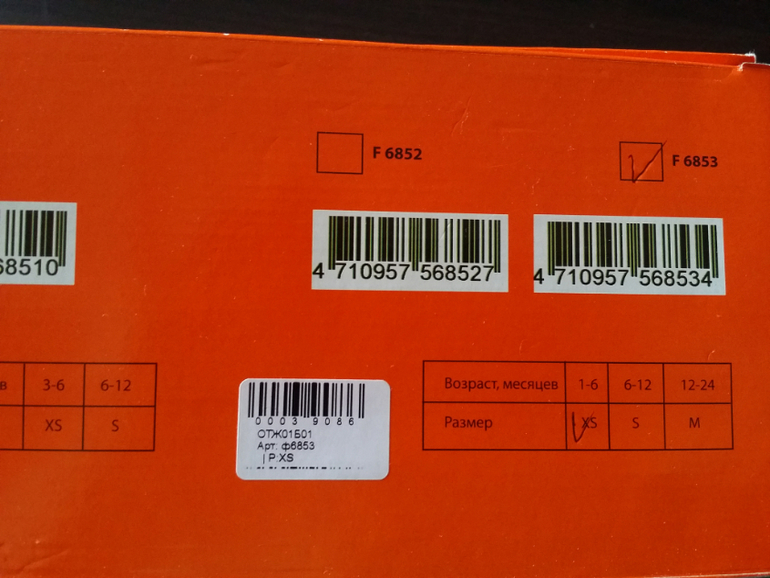 F 6852
F 6853
68510
4 710957 568527
4 710957 568534
в 3-6 6-12
XS S
0003 9086
ОТЖ01Б01
Арт: ф6853
| Р:XS
Возраст, месяцев 1-6 6-12 12-24
Размер XS S M